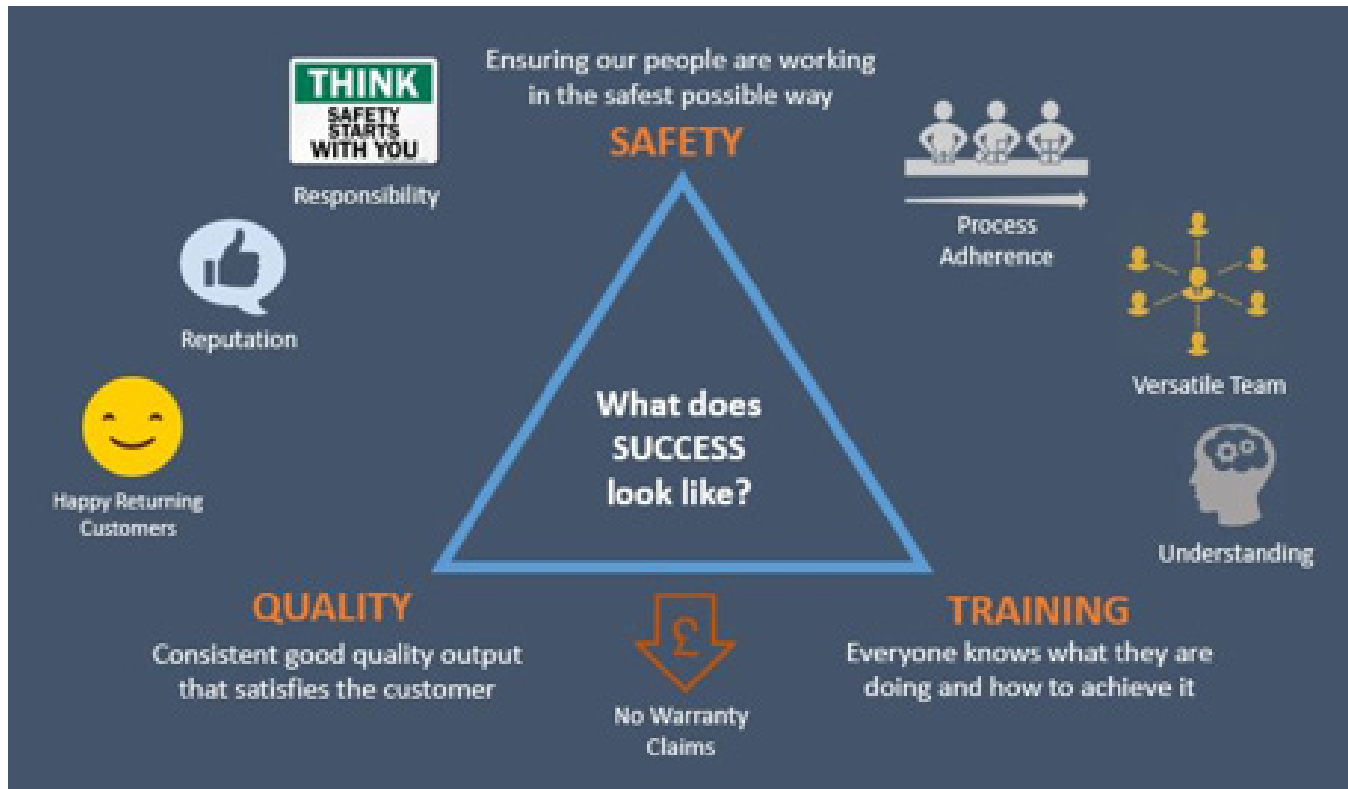 Ensuring our people are working
in the safest possible way
SAFETY
THINK
SAFETY
STARTS
WITH YOU
Responsibility
Process
Adherence
Reputation
Versatile Team
What does
SUCCESS
look like?
Happy Returning
Customers
Understanding
QUALITY
Consistent good quality output
that satisfies the customer
£
No Warranty
Claims
TRAINING
Everyone knows what they are
doing and how to achieve it